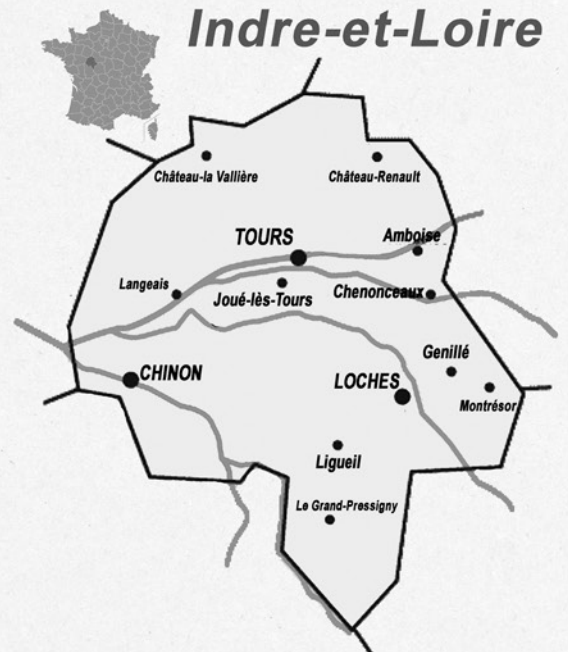 Indre-et-Loire
Château-la Vallière
Château-Renault
TOURS
Amboise
Langeais
Joué-lès-Tours
Chenonceaux
CHINON
LOCHES
Genillé
Montrésor
Ligueil
Le Grand-Pressigny